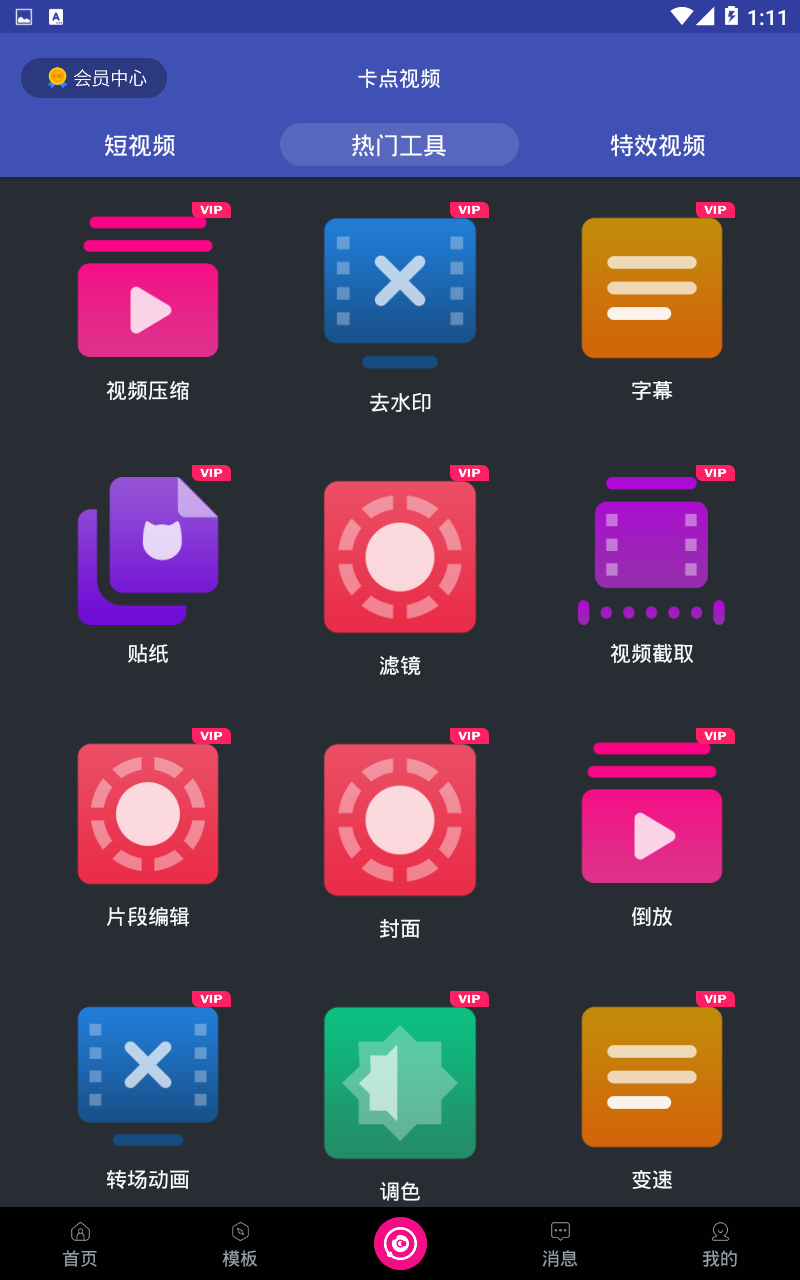 1:11
会员中心
卡点视频
短视频 热门工具 特效视频
VIP VIP VIP
视频压缩 去水印 字幕
VIP VIP VIP
贴纸 滤镜 视频截取
VIP VIP VIP
片段编辑 封面 倒放
VIP VIP VIP
转场动画 调色 变速
首页 模板 消息 我的